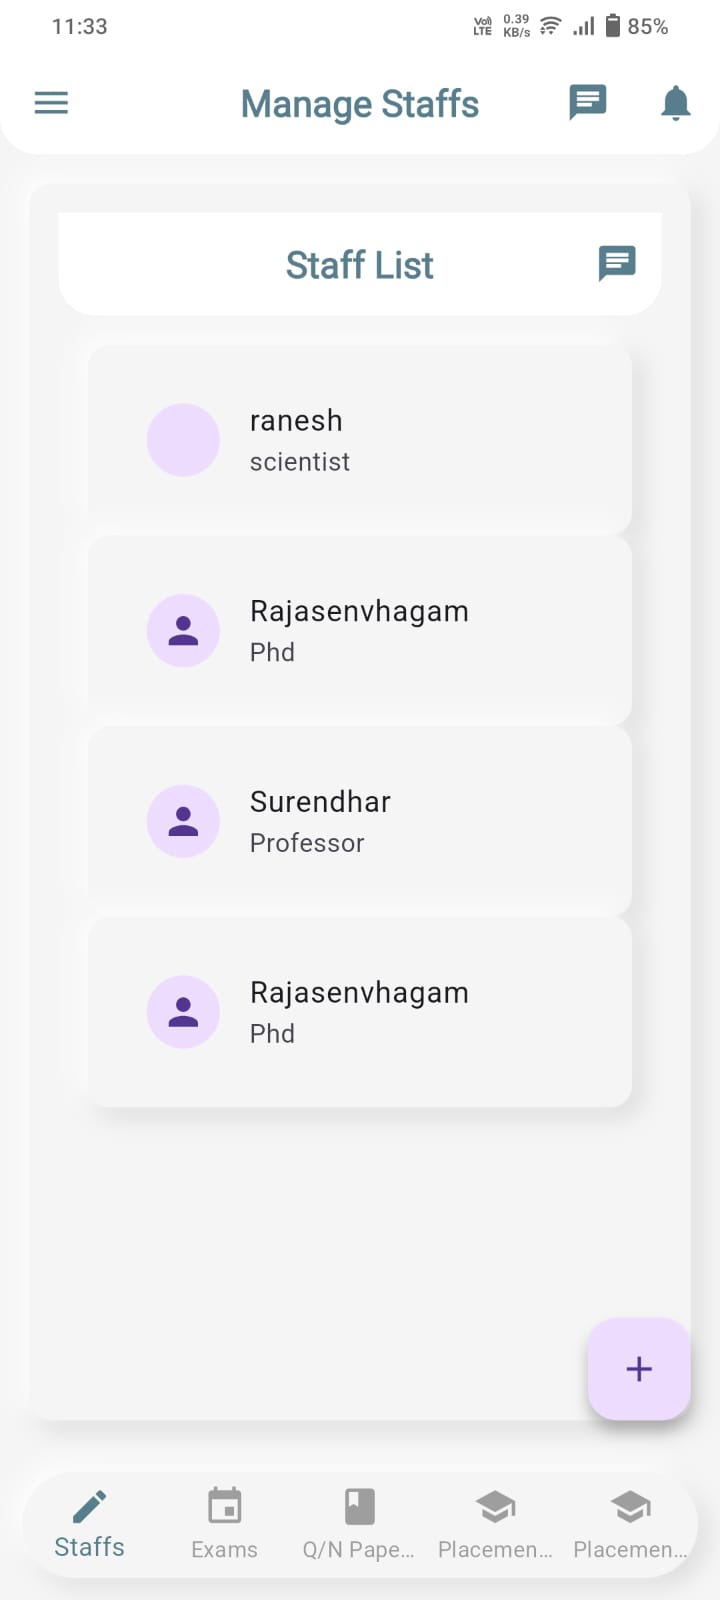 11:33
Vo)) LTE 0.39 KB/s 85%
Manage Staffs
Staff List
ranesh
scientist
Rajasenvhagam
Phd
Surendhar
Professor
Rajasenvhagam
Phd
+
Staffs Exams Q/N Pape... Placemen... Placemen...